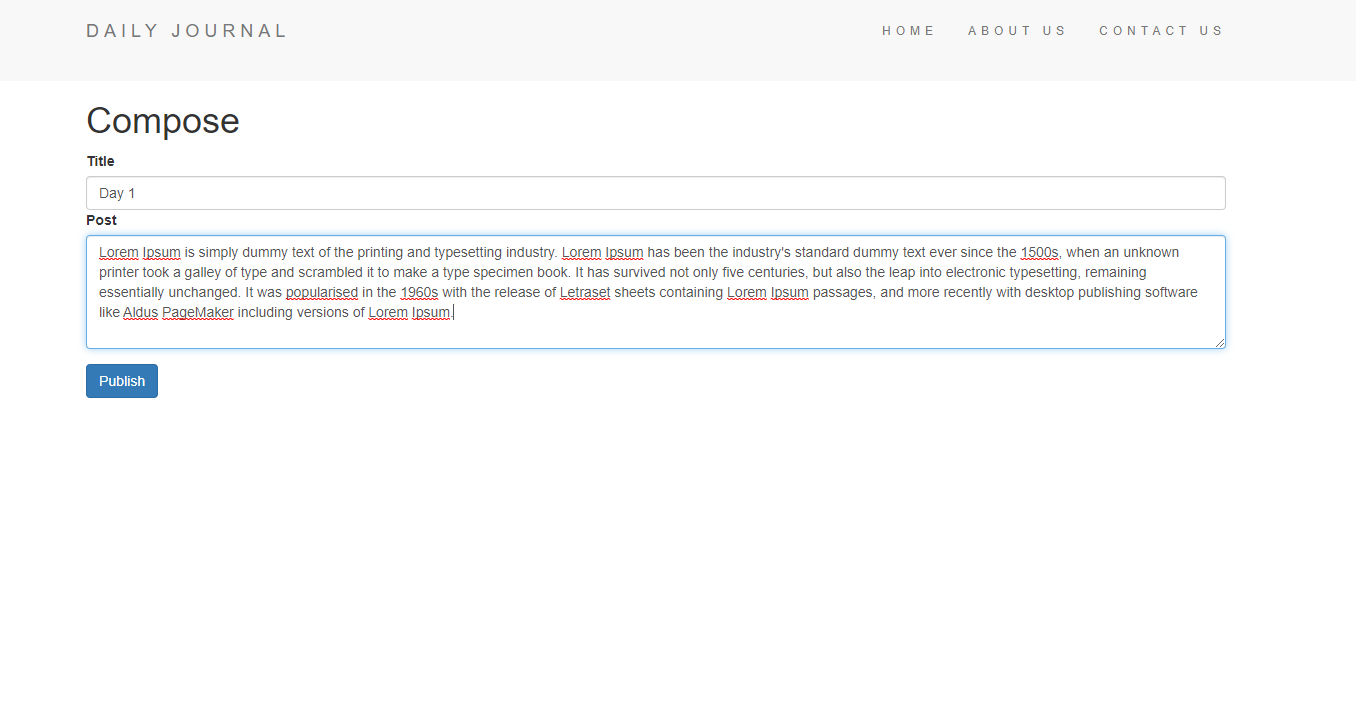 DAILY JOURNAL
HOME ABOUT US CONTACT US
Compose
Title
Day 1
Post
Lorem Ipsum is simply dummy text of the printing and typesetting industry. Lorem Ipsum has been the industry's standard dummy text ever since the 1500s, when an unknown
printer took a galley of type and scrambled it to make a type specimen book. It has survived not only five centuries, but also the leap into electronic typesetting, remaining
essentially unchanged. It was popularised in the 1960s with the release of Letraset sheets containing Lorem Ipsum passages, and more recently with desktop publishing software
like Aldus PageMaker including versions of Lorem Ipsum.
Publish